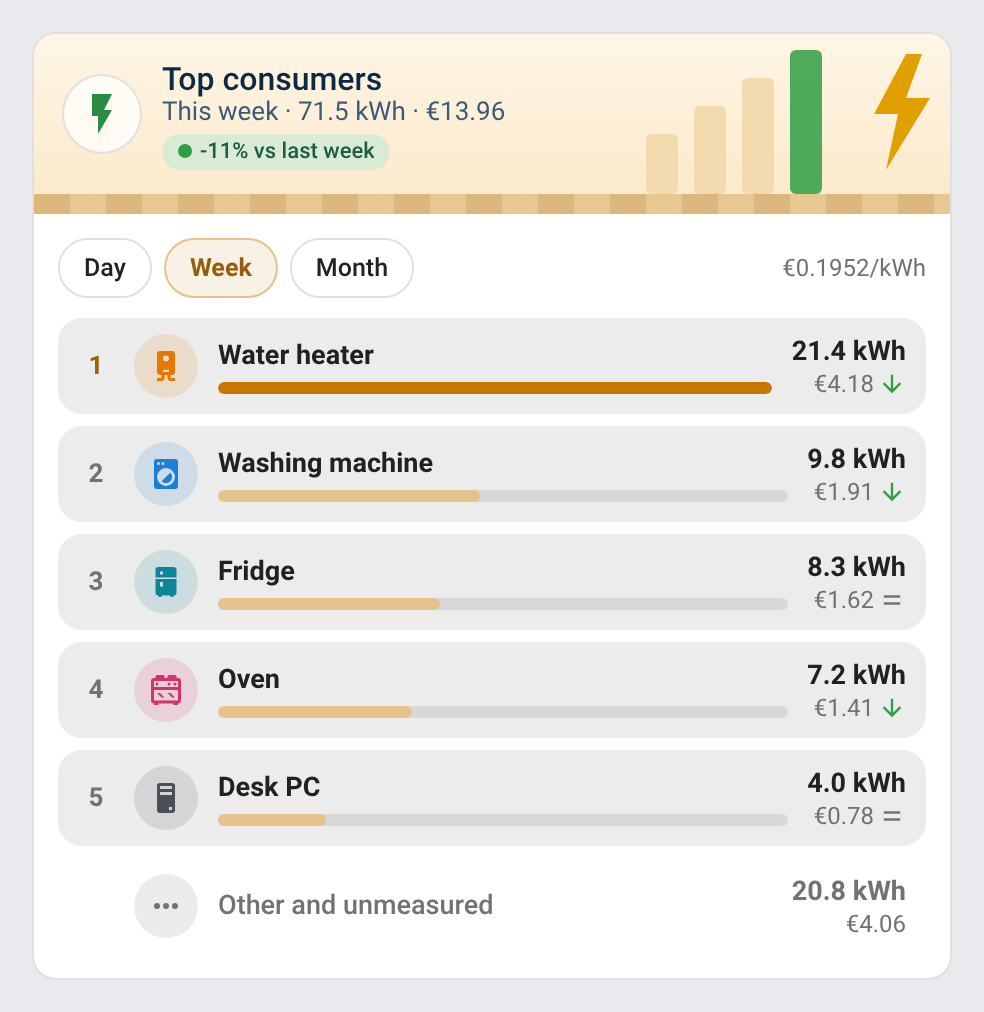 Top consumers
This week · 71.5 kWh · €13.96
-11% vs last week
Day Week Month €0.1952/kWh
1 Water heater 21.4 kWh
€4.18
2 Washing machine 9.8 kWh
€1.91
3 Fridge 8.3 kWh
€1.62
4 Oven 7.2 kWh
€1.41
5 Desk PC 4.0 kWh
€0.78
Other and unmeasured 20.8 kWh
€4.06